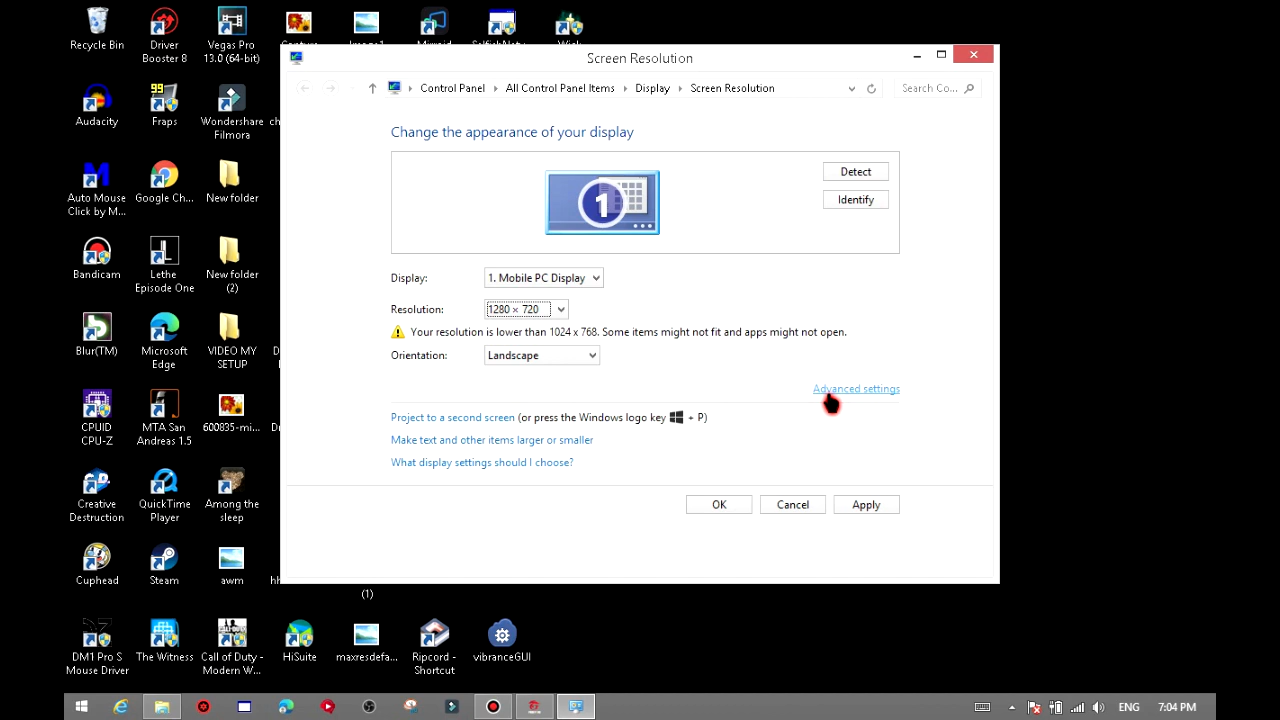 Recycle Bin
Driver
Booster 8
Vegas Pro
13.0 (64-bit)
Screen Resolution
Control Panel
All Control Panel Items
Display
Screen Resolution
Search Co...
Change the appearance of your display
1
Detect
Identify
Display:
1. Mobile PC Display
Resolution:
1280 × 720
Your resolution is lower than 1024 x 768. Some items might not fit and apps might not open.
Orientation:
Landscape
Advanced settings
Project to a second screen (or press the Windows logo key + P)
Make text and other items larger or smaller
What display settings should I choose?
OK
Cancel
Apply
Audacity
99
Fraps
Wondershare
Filmora
Auto Mouse
Click by M...
Google Ch...
New folder
Bandicam
Lethe
Episode One
New folder
(2)
Blur(TM)
Microsoft
Edge
VIDEO MY
SETUP
CPUID
CPU-Z
MTA San
Andreas 1.5
600835-mi...
Creative
Destruction
QuickTime
Player
Among the
sleep
Cuphead
Steam
awm
(1)
DM1 Pro S
Mouse Driver
The Witness
Call of Duty -
Modern W...
HiSuite
maxresdefa...
Ripcord -
Shortcut
vibranceGUI
ENG
7:04 PM